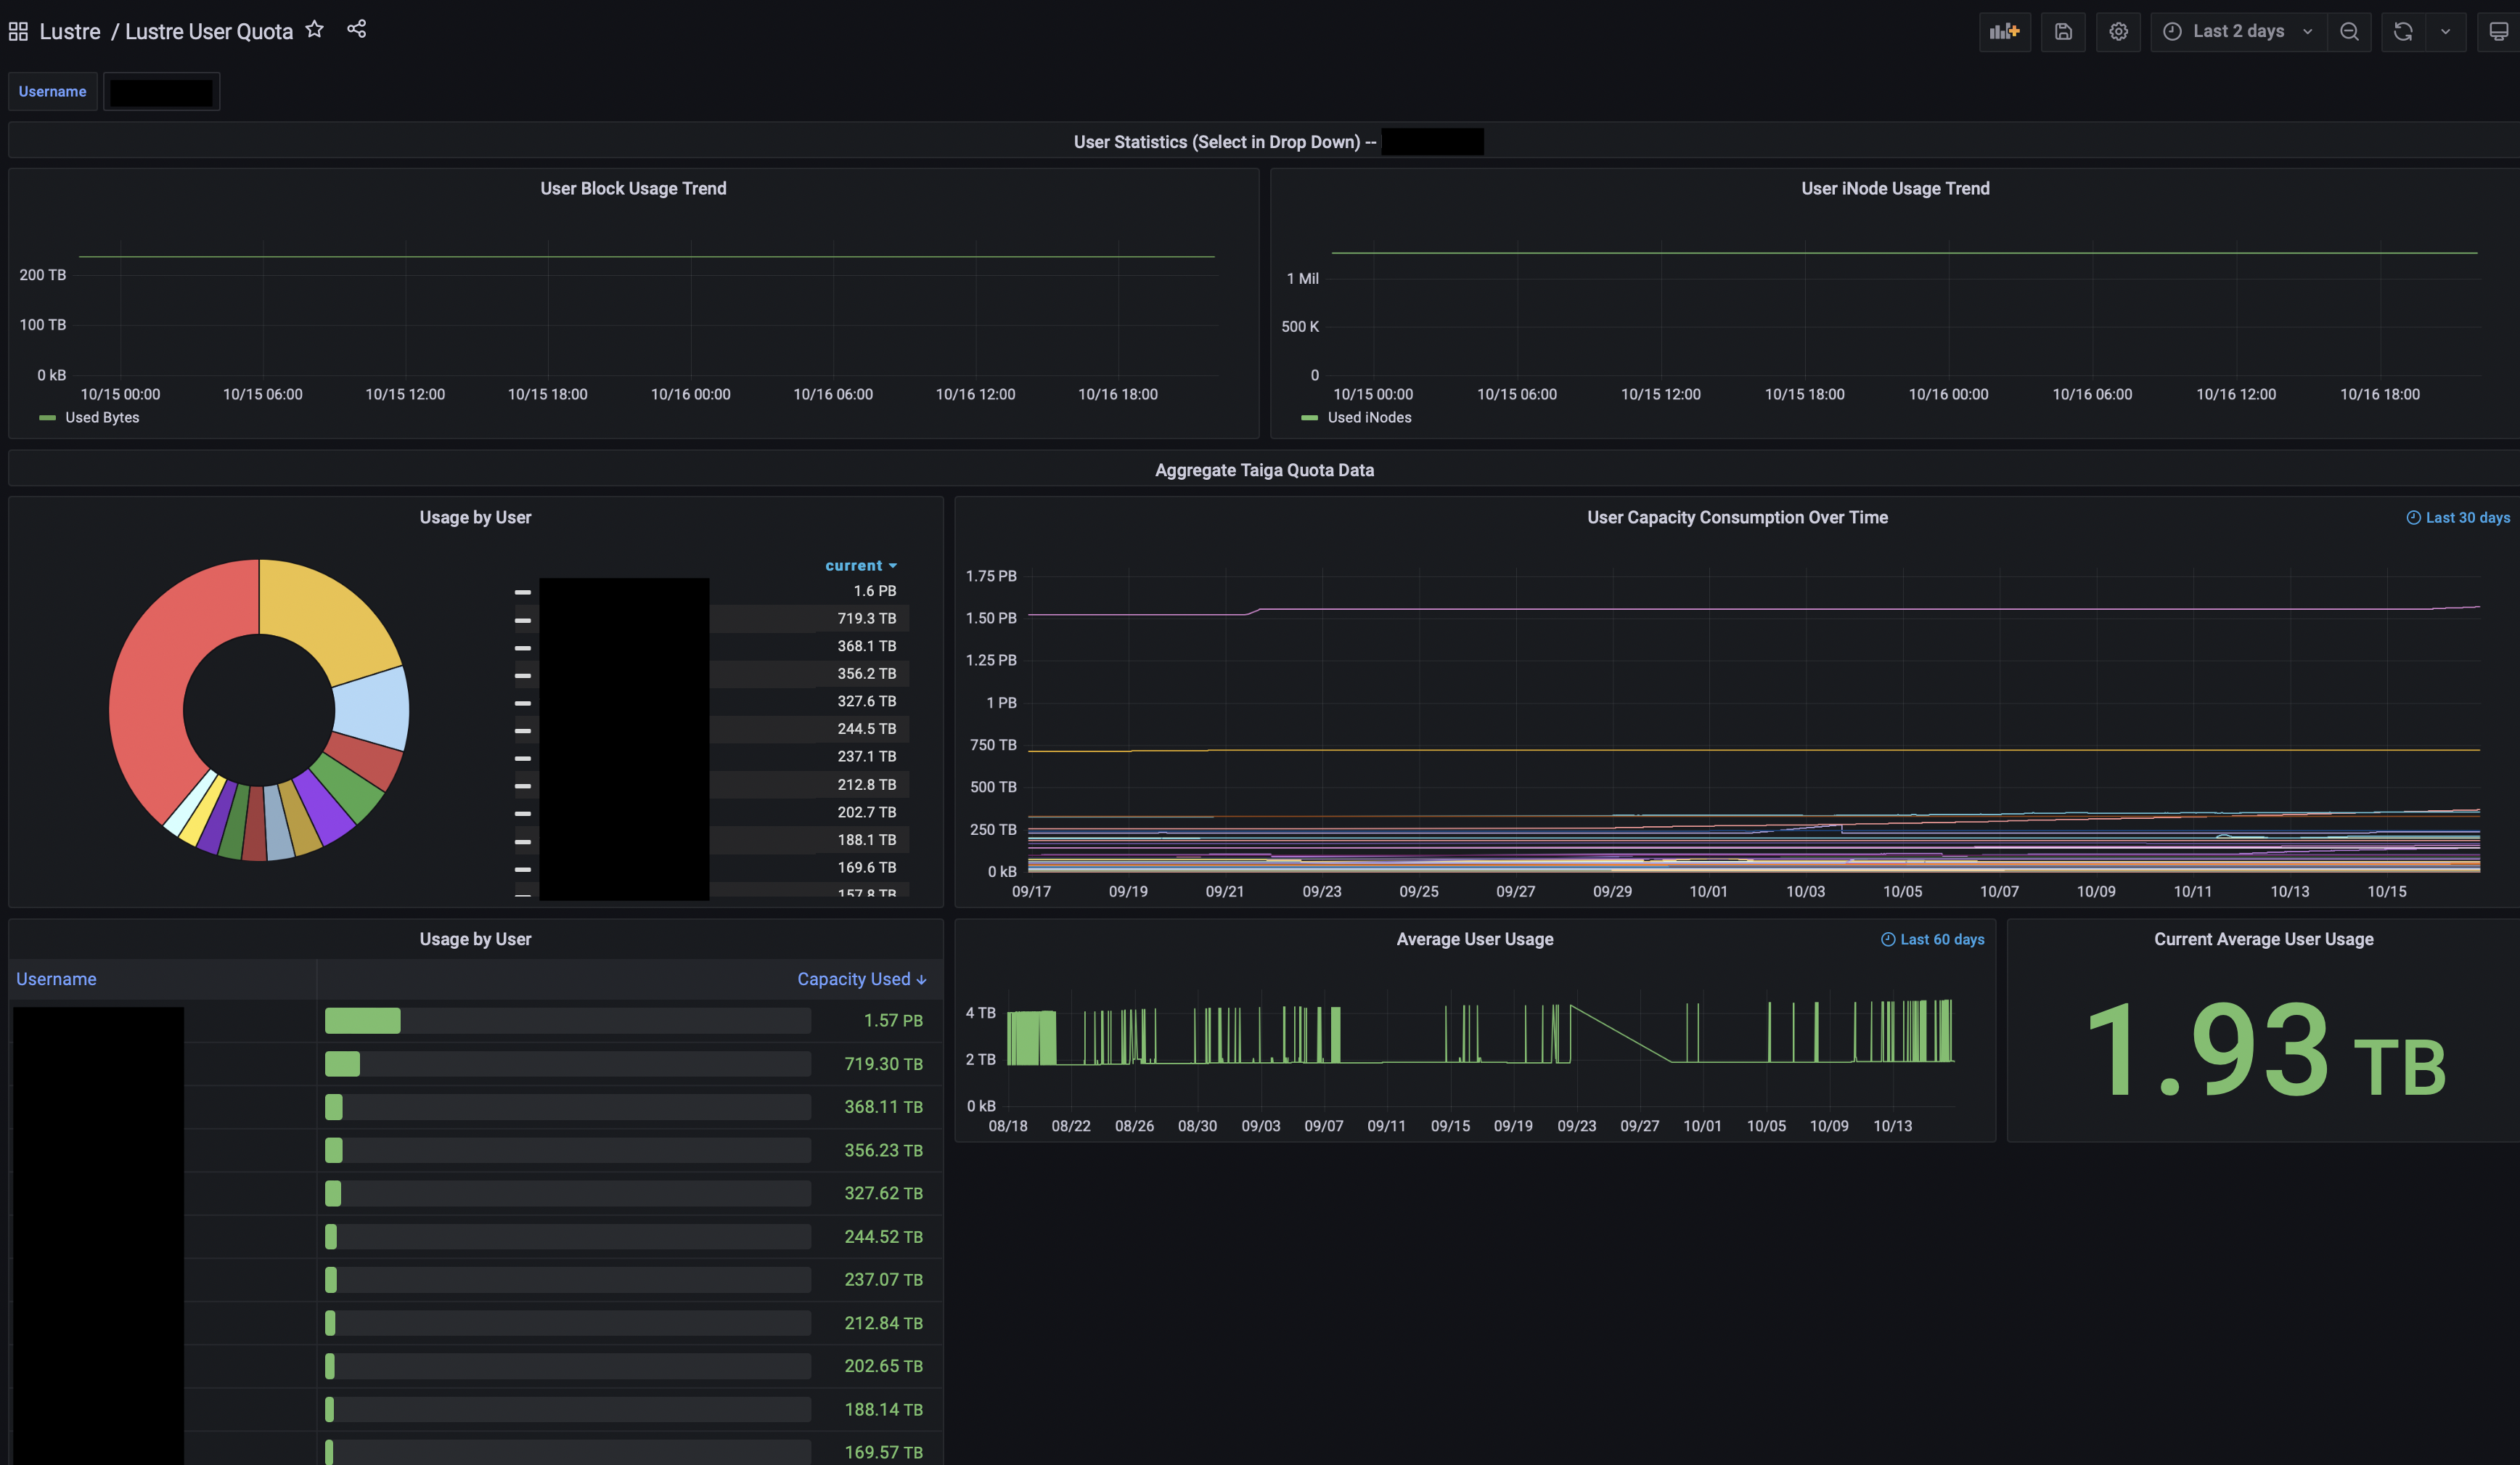 Lustre / Lustre User Quota
Last 2 days
Username
User Statistics (Select in Drop Down) --
User Block Usage Trend
200 TB
100 TB
0 kB
10/15 00:00 10/15 06:00 10/15 12:00 10/15 18:00 10/16 00:00 10/16 06:00 10/16 12:00 10/16 18:00
Used Bytes
User iNode Usage Trend
1 Mil
500 K
0
10/15 00:00 10/15 06:00 10/15 12:00 10/15 18:00 10/16 00:00 10/16 06:00 10/16 12:00 10/16 18:00
Used iNodes
Aggregate Taiga Quota Data
Usage by User
current
1.6 PB
719.3 TB
368.1 TB
356.2 TB
327.6 TB
244.5 TB
237.1 TB
212.8 TB
202.7 TB
188.1 TB
169.6 TB
157.8 TB
User Capacity Consumption Over Time
Last 30 days
1.75 PB
1.50 PB
1.25 PB
1 PB
750 TB
500 TB
250 TB
0 kB
09/17 09/19 09/21 09/23 09/25 09/27 09/29 10/01 10/03 10/05 10/07 10/09 10/11 10/13 10/15
Usage by User
Username Capacity Used
1.57 PB
719.30 TB
368.11 TB
356.23 TB
327.62 TB
244.52 TB
237.07 TB
212.84 TB
202.65 TB
188.14 TB
169.57 TB
Average User Usage
Last 60 days
4 TB
2 TB
0 kB
08/18 08/22 08/26 08/30 09/03 09/07 09/11 09/15 09/19 09/23 09/27 10/01 10/05 10/09 10/13
Current Average User Usage
1.93 TB